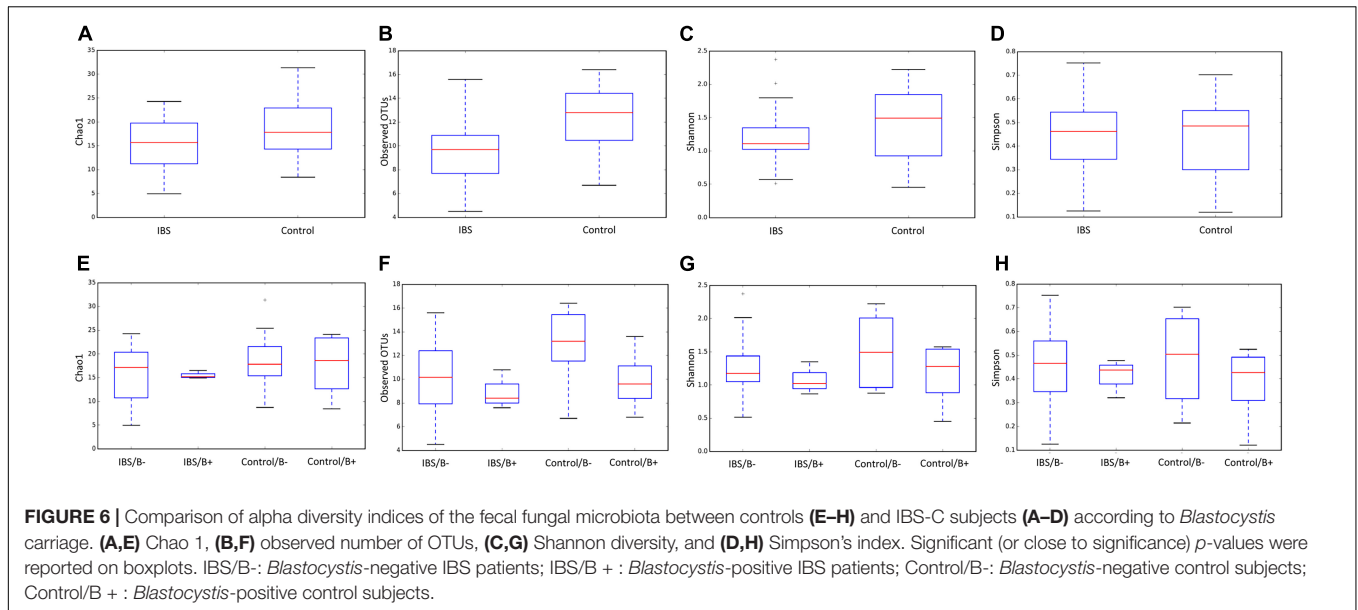 A
B
C
D
Chao1
35
30
25
20
15
10
5
0
IBS
Control
Observed OTUs
18
16
14
12
10
8
6
4
IBS
Control
Shannon
2.5
2.0
1.5
1.0
0.5
0.0
IBS
Control
Simpson
0.8
0.7
0.6
0.5
0.4
0.3
0.2
0.1
IBS
Control
E
F
G
H
Chao1
35
30
25
20
15
10
5
0
IBS/B-
IBS/B+
Control/B-
Control/B+
Observed OTUs
18
16
14
12
10
8
6
4
IBS/B-
IBS/B+
Control/B-
Control/B+
Shannon
2.5
2.0
1.5
1.0
0.5
0.0
IBS/B-
IBS/B+
Control/B-
Control/B+
Simpson
0.8
0.7
0.6
0.5
0.4
0.3
0.2
0.1
IBS/B-
IBS/B+
Control/B-
Control/B+
FIGURE 6 | Comparison of alpha diversity indices of the fecal fungal microbiota between controls (E–H) and IBS-C subjects (A–D) according to Blastocystis
carriage. (A,E) Chao 1, (B,F) observed number of OTUs, (C,G) Shannon diversity, and (D,H) Simpson's index. Significant (or close to significance) p-values were
reported on boxplots. IBS/B-: Blastocystis-negative IBS patients; IBS/B + : Blastocystis-positive IBS patients; Control/B-: Blastocystis-negative control subjects;
Control/B + : Blastocystis-positive control subjects.